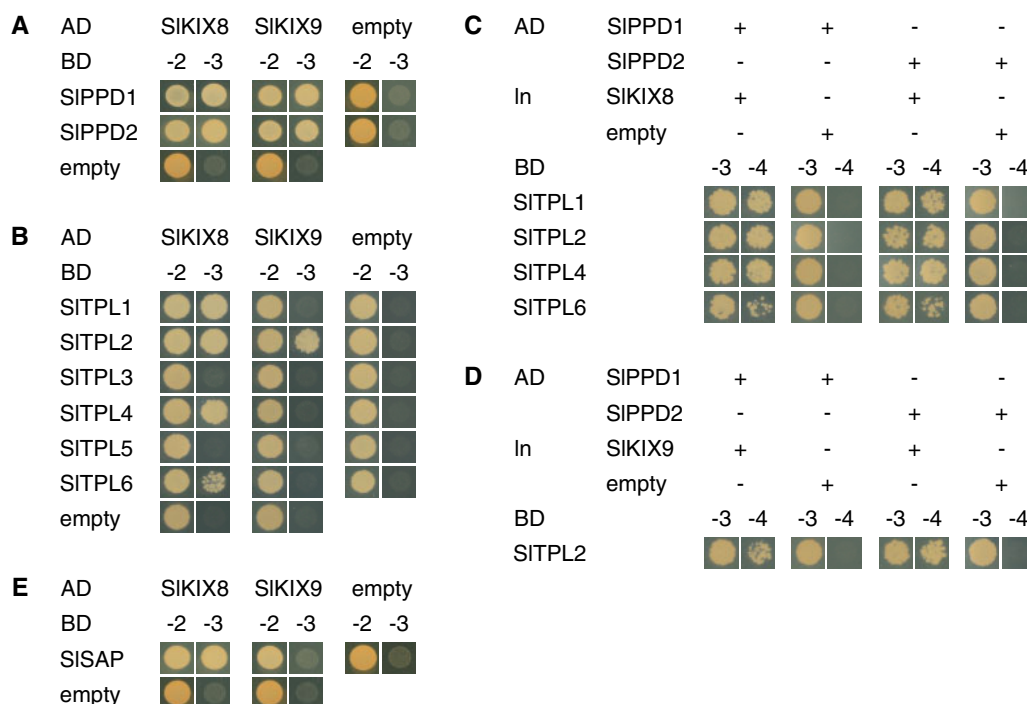 A AD SlKIX8 SlKIX9 empty
BD -2 -3 -2 -3 -2 -3
SlPPD1
SlPPD2
empty
B AD SlKIX8 SlKIX9 empty
BD -2 -3 -2 -3 -2 -3
SlTPL1
SlTPL2
SlTPL3
SlTPL4
SlTPL5
SlTPL6
empty
E AD SlKIX8 SlKIX9 empty
BD -2 -3 -2 -3 -2 -3
SlSAP
empty
C AD SlPPD1 + + - -
SlPPD2 - - + +
In SlKIX8 + - + -
empty - + - +
BD -3 -4 -3 -4 -3 -4 -3 -4
SlTPL1
SlTPL2
SlTPL4
SlTPL6
D AD SlPPD1 + + - -
SlPPD2 - - + +
In SlKIX9 + - + -
empty - + - +
BD -3 -4 -3 -4 -3 -4 -3 -4
SlTPL2